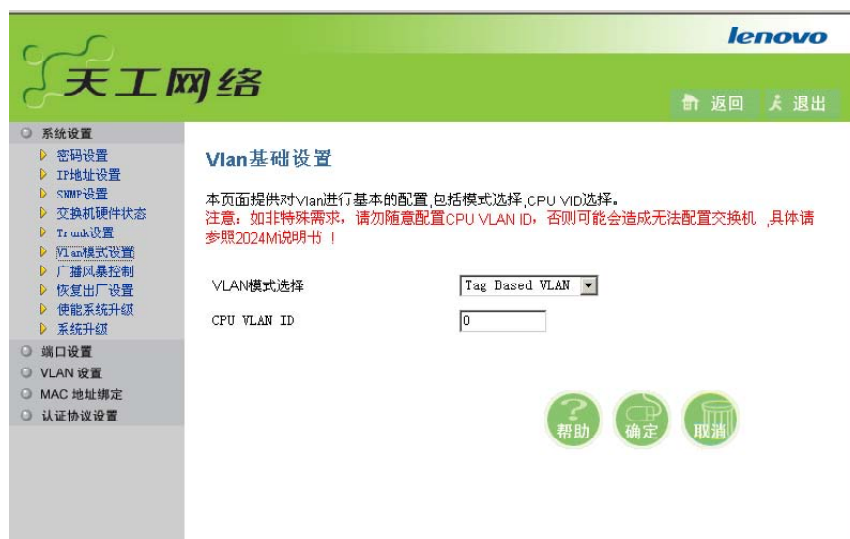 lenovo
天工网络
返回 退出
系统设置
密码设置
IP地址设置
SNMP设置
交换机硬件状态
Trunk设置
Vlan模式设置
广播风暴控制
恢复出厂设置
使能系统升级
系统升级
端口设置
VLAN 设置
MAC 地址绑定
认证协议设置
Vlan基础设置
本页面提供对Vlan进行基本的配置,包括模式选择,CPU VID选择。
注意：如非特殊需求，请勿随意配置CPU VLAN ID，否则可能会造成无法配置交换机 ,具体请
参照2024M说明书！
VLAN模式选择 Tag Based VLAN
CPU VLAN ID 0
帮助 确定 取消